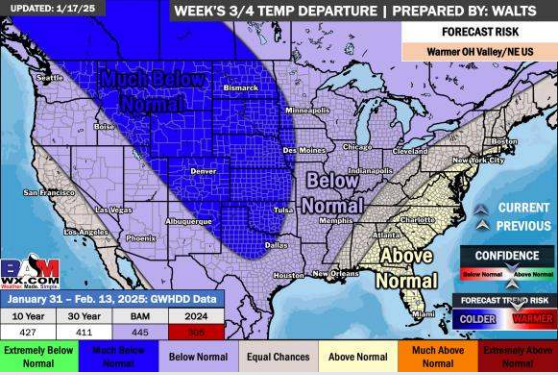 UPDATED: 1/17/25
WEEK'S 3/4 TEMP DEPARTURE | PREPARED BY: WALTS
FORECAST RISK
Warmer OH Valley/NE US
Seattle
Much Below
Normal
Bismarck
Minneapolis
Boise
Boston
Des Moines
Chicago
Cleveland
New York City
Denver
Indianapolis
Below
Normal
San Francisco
Las Vegas
Tulsa
Memphis
Charlotte
CURRENT
PREVIOUS
Albuquerque
Los Angeles
Phoenix
Atlanta
Dallas
Above
Normal
Houston
New Orleans
Miami
CONFIDENCE
Below Normal
Above Normal
FORECAST TREND RISK
COLDER
WARMER
BAM
WX.COM
Weather Made Simple.
January 31 – Feb. 13, 2025: GWHDD Data
10 Year 30 Year BAM 2024
427 411 445 305
Extremely Below
Normal
Much Below
Normal
Below Normal
Equal Chances
Above Normal
Much Above
Normal
Extremely Above
Normal